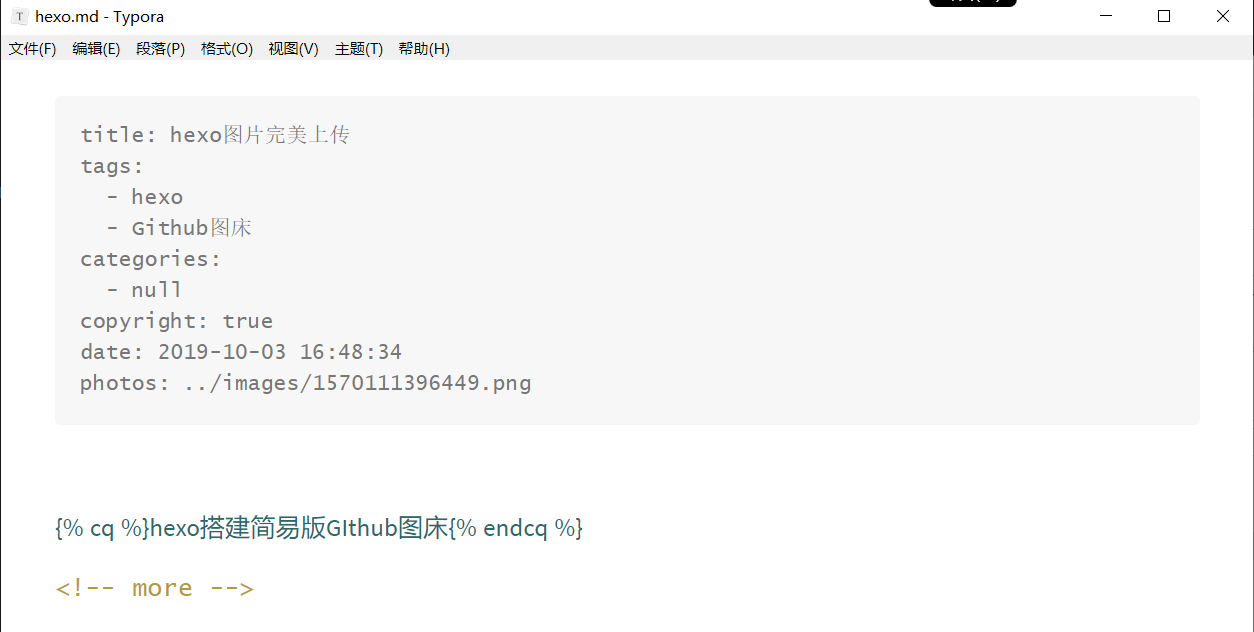 hexo.md - Typora
文件(F) 编辑(E) 段落(P) 格式(O) 视图(V) 主题(T) 帮助(H)
title: hexo图片完美上传
tags:
  - hexo
  - Github图床
categories:
  - null
copyright: true
date: 2019-10-03 16:48:34
photos: ../images/1570111396449.png
{% cq %}hexo搭建简易版GIthub图床{% endcq %}
<!-- more -->